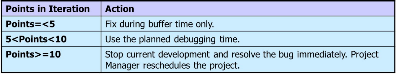 Points in Iteration Action
Points=<5 Fix during buffer time only.
5<Points<10 Use the planned debugging time.
Points>=10 Stop current development and resolve the bug immediately. Project
Manager reschedules the project.